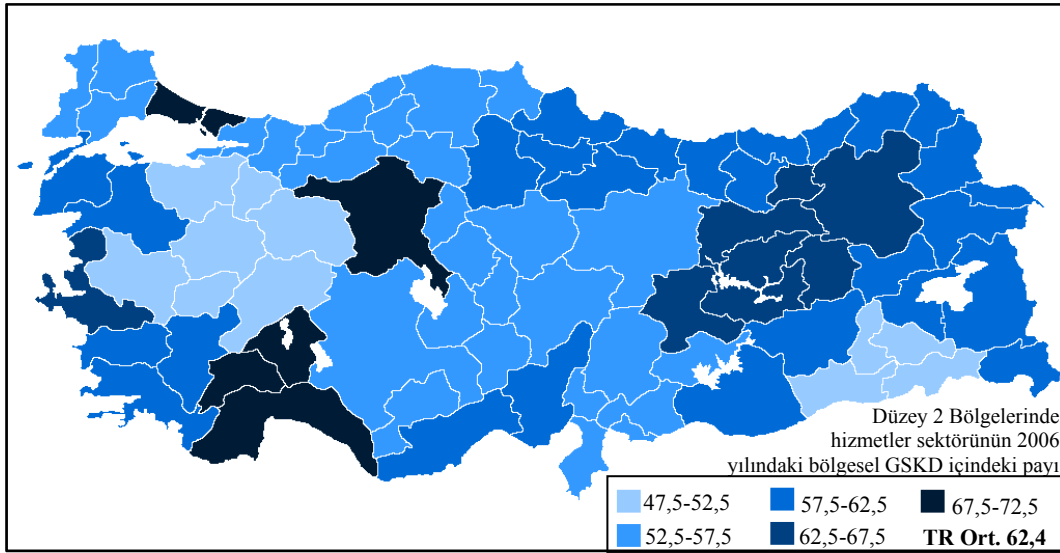 Düzey 2 Bölgelerinde
hizmetler sektörünün 2006
yılındaki bölgesel GSKD içindeki payı
47,5-52,5 57,5-62,5 67,5-72,5
52,5-57,5 62,5-67,5 TR Ort. 62,4